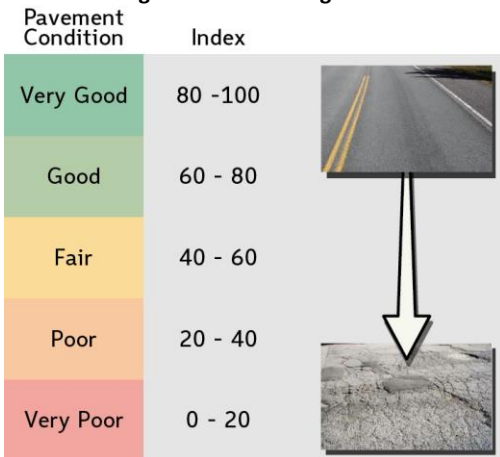 Pavement
Condition Index
Very Good 80 -100
Good 60 - 80
Fair 40 - 60
Poor 20 - 40
Very Poor 0 - 20